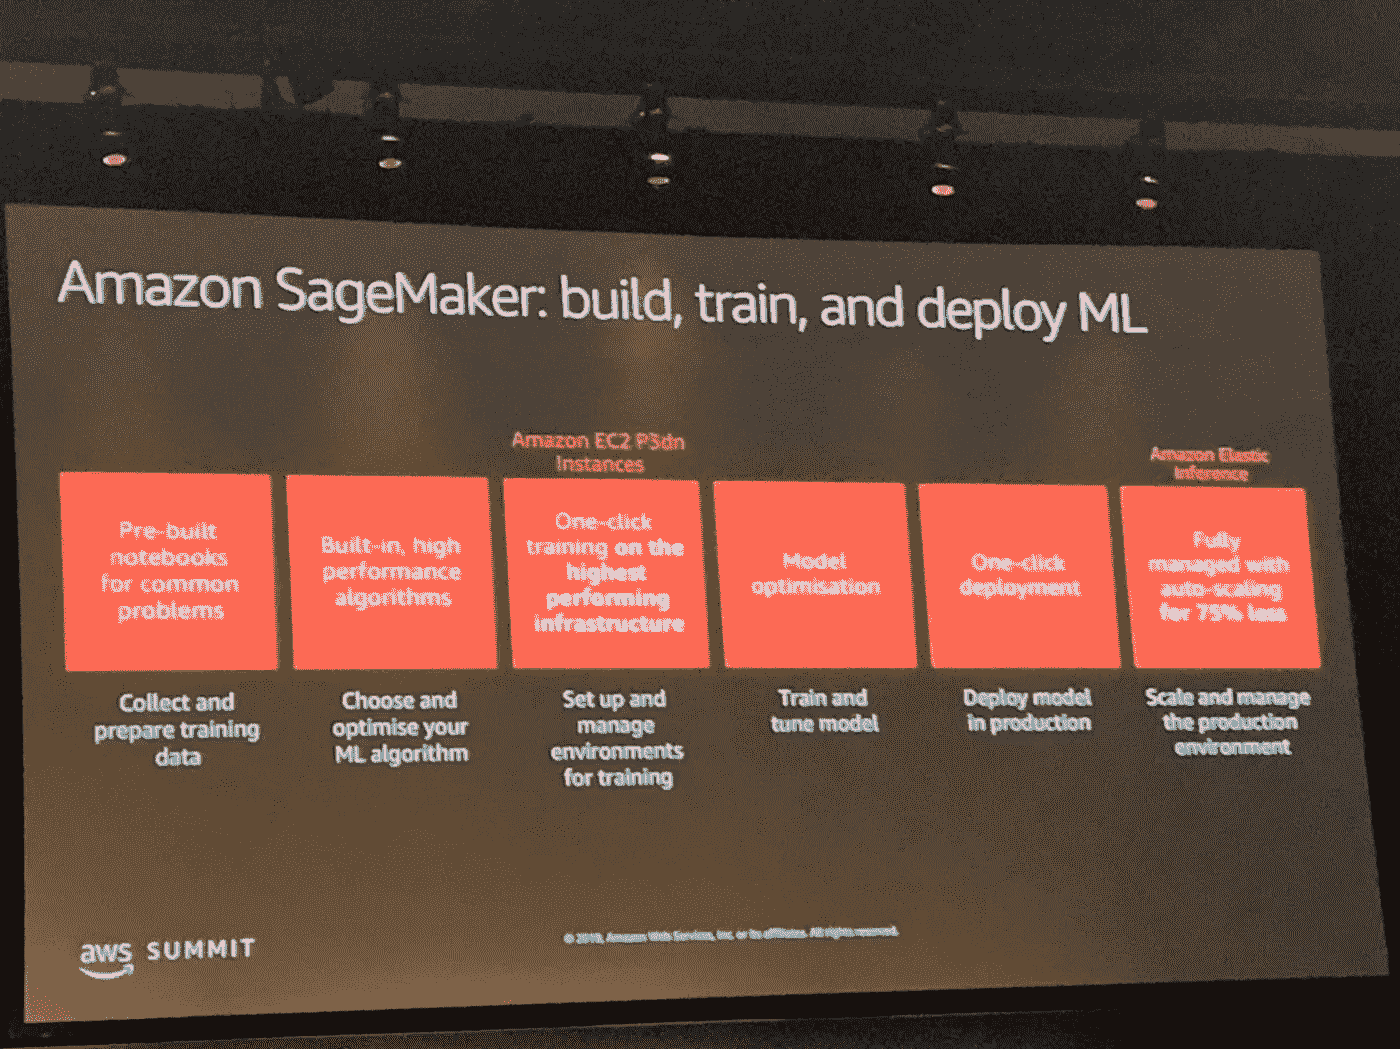 Amazon SageMaker: build, train, and deploy ML
Amazon EC2 P3dn
Instances
Amazon Elastic
Inference
Pre-built
notebooks
for common
problems
Built-in, high
performance
algorithms
One-click
training on the
highest
performing
infrastructure
Model
optimisation
One-click
deployment
Fully
managed with
auto-scaling
for 75% less
Collect and
prepare training
data
Choose and
optimise your
ML algorithm
Set up and
manage
environments
for training
Train and
tune model
Deploy model
in production
Scale and manage
the production
environment
aws SUMMIT
© 2019, Amazon Web Services, Inc. or its affiliates. All rights reserved.